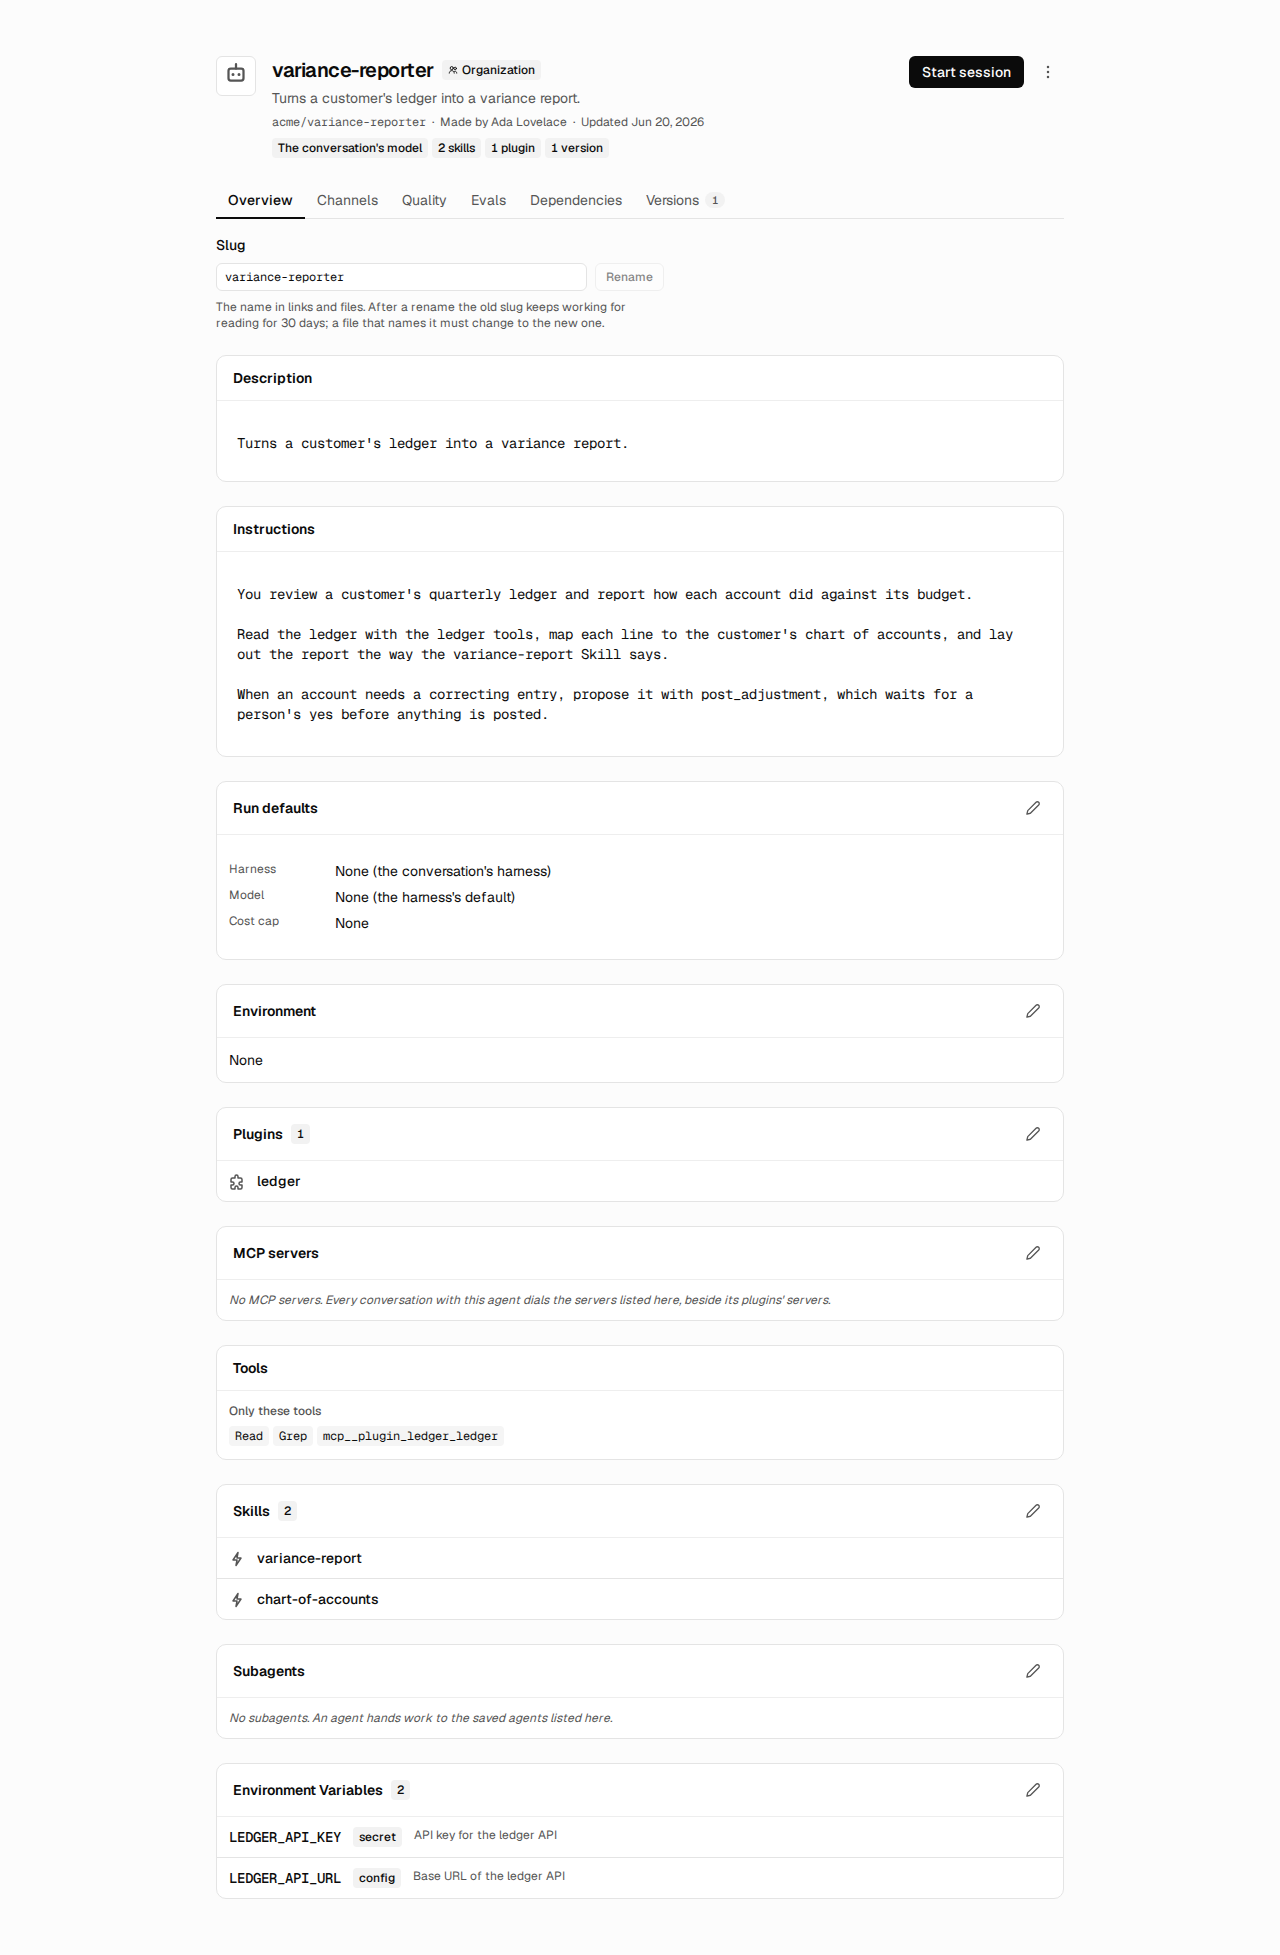 variance-reporter
Organization
Start session
Turns a customer's ledger into a variance report.
acme/variance-reporter · Made by Ada Lovelace · Updated Jun 20, 2026
The conversation's model 2 skills 1 plugin 1 version
Overview Channels Quality Evals Dependencies Versions 1
Slug
variance-reporter
Rename
The name in links and files. After a rename the old slug keeps working for
reading for 30 days; a file that names it must change to the new one.
Description
Turns a customer's ledger into a variance report.
Instructions
You review a customer's quarterly ledger and report how each account did against its budget.
Read the ledger with the ledger tools, map each line to the customer's chart of accounts, and lay
out the report the way the variance-report Skill says.
When an account needs a correcting entry, propose it with post_adjustment, which waits for a
person's yes before anything is posted.
Run defaults
Harness None (the conversation's harness)
Model None (the harness's default)
Cost cap None
Environment
None
Plugins 1
ledger
MCP servers
No MCP servers. Every conversation with this agent dials the servers listed here, beside its plugins' servers.
Tools
Only these tools
Read Grep mcp__plugin_ledger_ledger
Skills 2
variance-report
chart-of-accounts
Subagents
No subagents. An agent hands work to the saved agents listed here.
Environment Variables 2
LEDGER_API_KEY secret API key for the ledger API
LEDGER_API_URL config Base URL of the ledger API